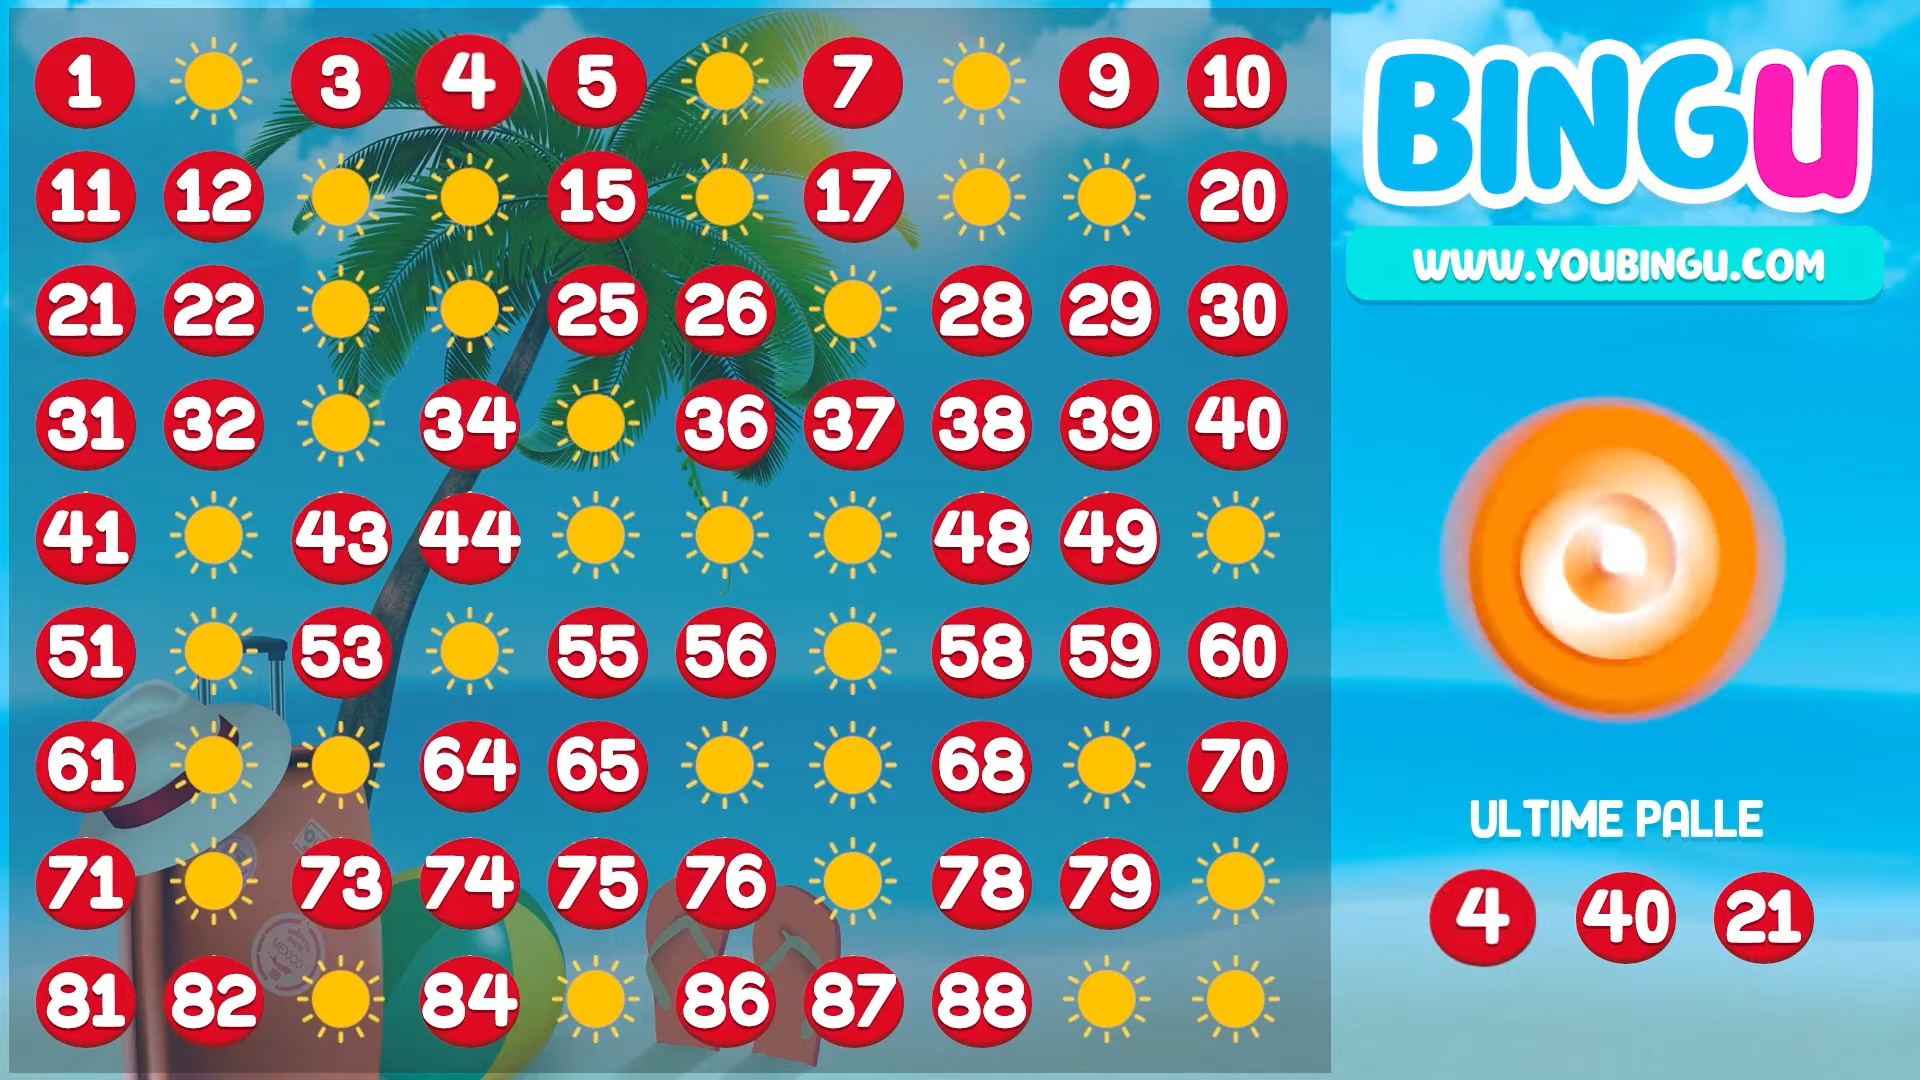 1 3 4 5 7 9 10
11 12 15 17 20
21 22 25 26 28 29 30
31 32 34 36 37 38 39 40
41 43 44 48 49
51 53 55 56 58 59 60
61 64 65 68 70
71 73 74 75 76 78 79
81 82 84 86 87 88
MEXICO
BINGU
WWW.YOUBINGU.COM
ULTIME PALLE
4 40 21